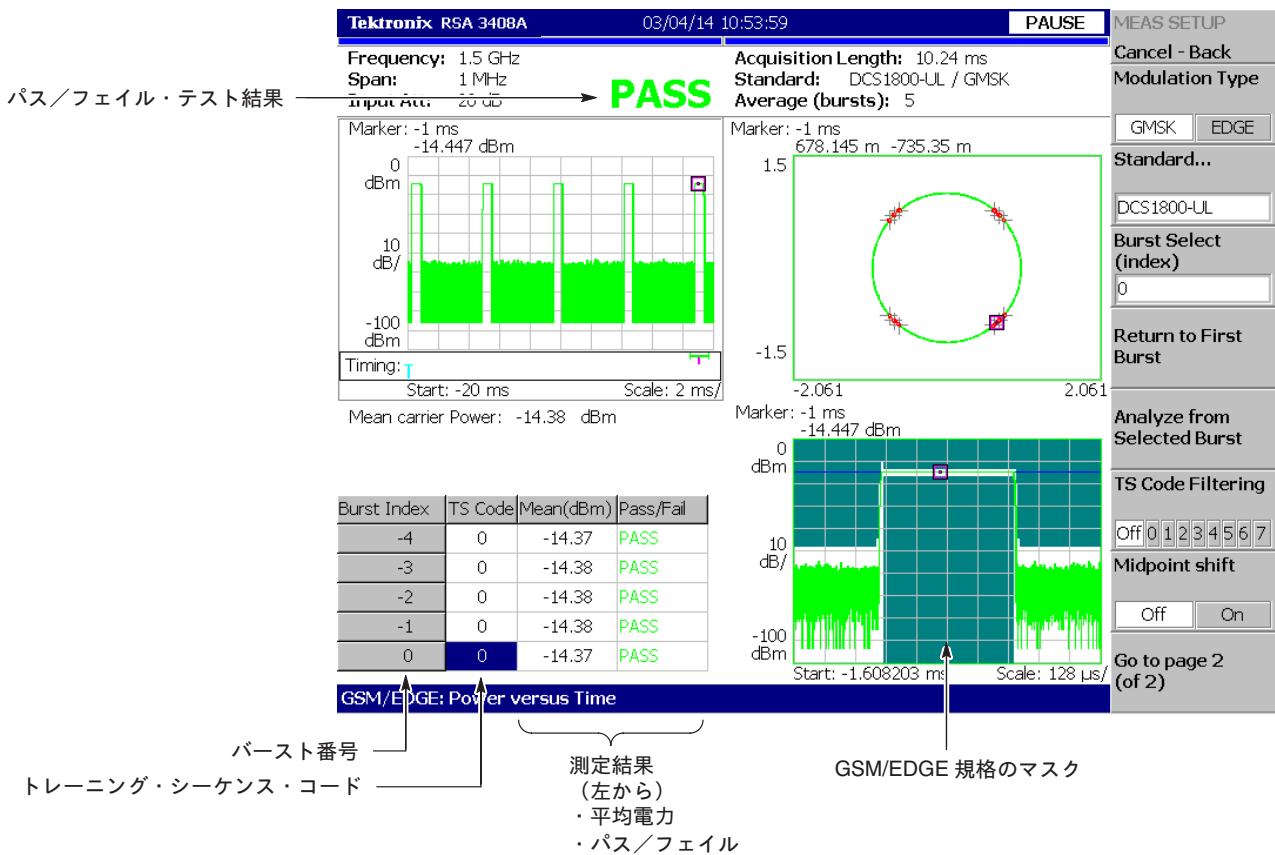 Tektronix RSA 3408A 03/04/14 10:53:59 PAUSE
Frequency: 1.5 GHz
Span: 1 MHz
Input Att: 20 dB
PASS
Acquisition Length: 10.24 ms
Standard: DCS1800-UL / GMSK
Average (bursts): 5
パス／フェイル・テスト結果
Marker: -1 ms
-14.447 dBm
0
dBm
10
dB/
-100
dBm
Timing:
Start: -20 ms Scale: 2 ms/
Marker: -1 ms
678.145 m -735.35 m
1.5
-1.5
-2.061 2.061
Mean carrier Power: -14.38 dBm
Marker: -1 ms
-14.447 dBm
0
dBm
10
dB/
-100
dBm
Start: -1.608203 ms Scale: 128 µs/
Burst Index TS Code Mean(dBm) Pass/Fail
-4 0 -14.37 PASS
-3 0 -14.38 PASS
-2 0 -14.38 PASS
-1 0 -14.38 PASS
0 0 -14.37 PASS
GSM/EDGE: Power versus Time
MEAS SETUP
Cancel - Back
Modulation Type
GMSK EDGE
Standard...
DCS1800-UL
Burst Select
(index)
0
Return to First
Burst
Analyze from
Selected Burst
TS Code Filtering
Off 0 1 2 3 4 5 6 7
Midpoint shift
Off On
Go to page 2
(of 2)
バースト番号
トレーニング・シーケンス・コード
測定結果
（左から）
・平均電力
・パス／フェイル
GSM/EDGE 規格のマスク